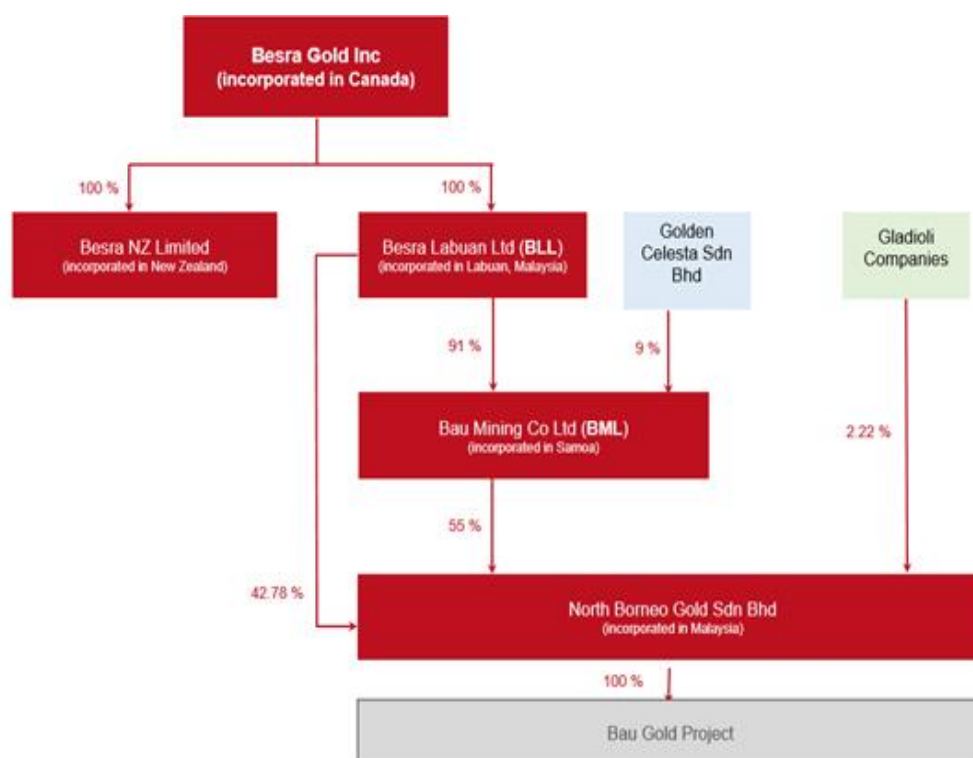 Besra Gold Inc
(incorporated in Canada)
100 %
100 %
Besra NZ Limited
(incorporated in New Zealand)
Besra Labuan Ltd (BLL)
(incorporated in Labuan, Malaysia)
Golden
Celesta Sdn
Bhd
Gladioli
Companies
91 %
9 %
Bau Mining Co Ltd (BML)
(incorporated in Samoa)
2.22 %
55 %
42.78 %
North Borneo Gold Sdn Bhd
(incorporated in Malaysia)
100 %
Bau Gold Project